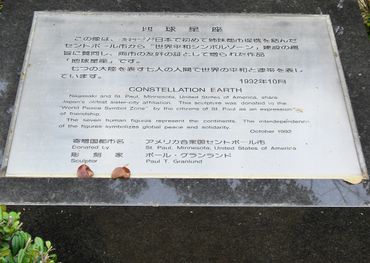 地球星座
この像は、日本で初めて姉妹都市提携を結んだ
セントポール市から"世界平和シンボルゾーン"建設の趣
旨に賛同し、両市の友好の証として贈られた作品
「地球星座」です。
七つの大陸を表す七人の人間で世界の平和と連帯を表し
ています。
1992年10月
CONSTELLATION EARTH
Nagasaki and St. Paul, Minnesota, United States of America, share
Japan's oldest sister-city affiliation. This sculpture was donated to the
"World Peace Symbol Zone" by the citizens of St. Paul as an expression
of friendship.
The seven human figures represent the continents. The interdependence
of the figures symbolizes global peace and solidarity.
October 1992
寄贈国都市名 アメリカ合衆国セントポール市
Donated by St. Paul, Minnesota, United States of America
彫刻家 ポール・グランランド
Sculptor Paul T. Granlund